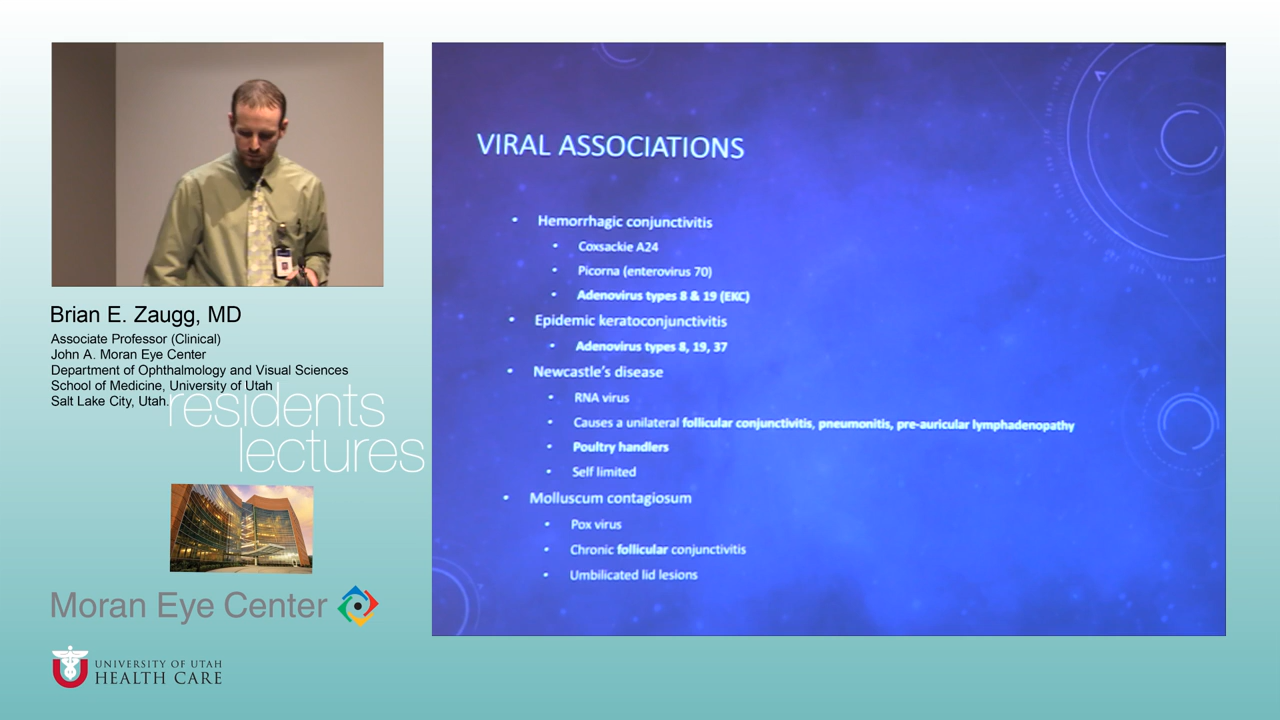 Brian E. Zaugg, MD
Associate Professor (Clinical)
John A. Moran Eye Center
Department of Ophthalmology and Visual Sciences
School of Medicine, University of Utah
Salt Lake City, Utah.
residents
lectures
Moran Eye Center
UNIVERSITY OF UTAH
HEALTH CARE
VIRAL ASSOCIATIONS
• Hemorrhagic conjunctivitis
• Coxsackie A24
• Picorna (enterovirus 70)
• Adenovirus types 8 & 19 (EKC)
• Epidemic keratoconjunctivitis
• Adenovirus types 8, 19, 37
• Newcastle's disease
• RNA virus
• Causes a unilateral follicular conjunctivitis, pneumonitis, pre-auricular lymphadenopathy
• Poultry handlers
• Self limited
• Molluscum contagiosum
• Pox virus
• Chronic follicular conjunctivitis
• Umbilicated lid lesions